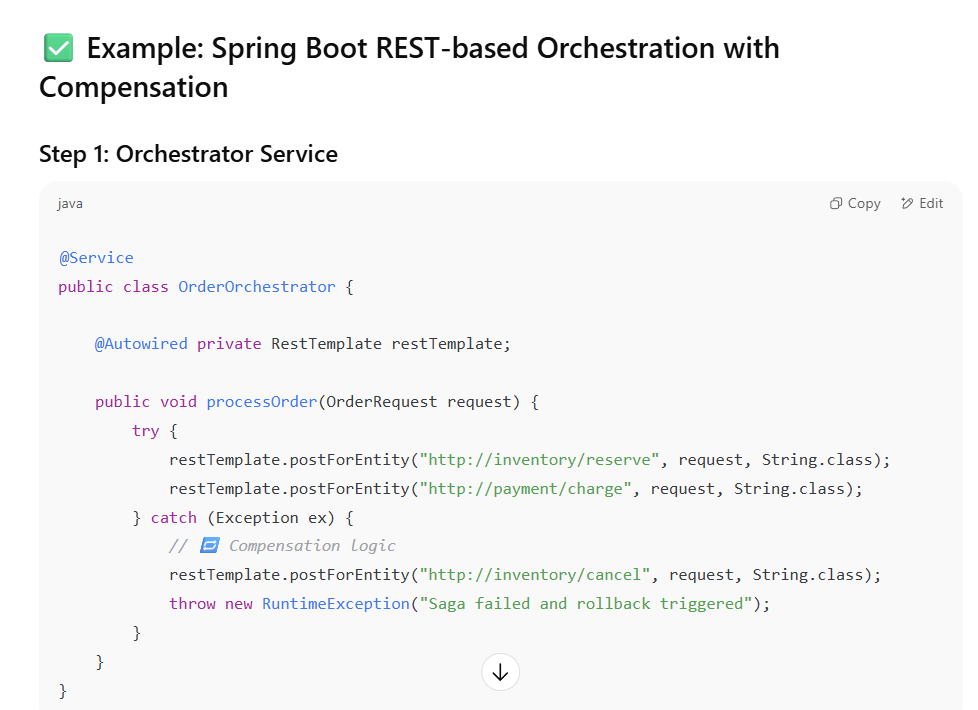 ✅ Example: Spring Boot REST-based Orchestration with
Compensation
Step 1: Orchestrator Service
java
Copy
Edit
@Service
public class OrderOrchestrator {
    @Autowired private RestTemplate restTemplate;
    public void processOrder(OrderRequest request) {
        try {
            restTemplate.postForEntity("http://inventory/reserve", request, String.class);
            restTemplate.postForEntity("http://payment/charge", request, String.class);
        } catch (Exception ex) {
            // 🔁 Compensation logic
            restTemplate.postForEntity("http://inventory/cancel", request, String.class);
            throw new RuntimeException("Saga failed and rollback triggered");
        }
    }
}